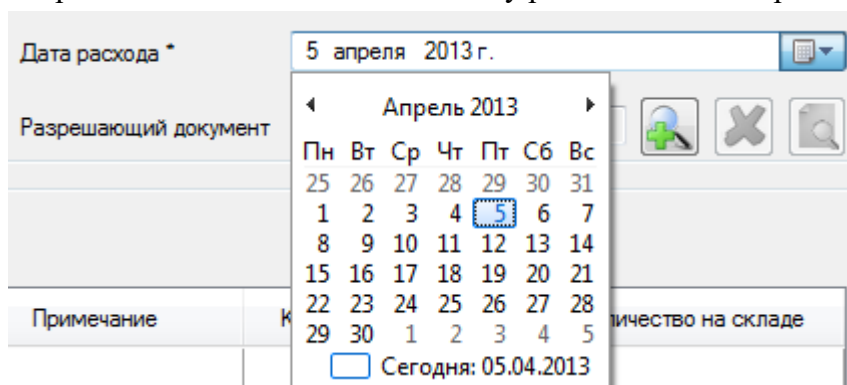 Дата расхода *
5 апреля 2013 г.
Разрешающий документ
Апрель 2013
Пн Вт Ср Чт Пт Сб Вс
25 26 27 28 29 30 31
1 2 3 4 5 6 7
8 9 10 11 12 13 14
15 16 17 18 19 20 21
22 23 24 25 26 27 28
29 30 1 2 3 4 5
Сегодня: 05.04.2013
Примечание
на складе